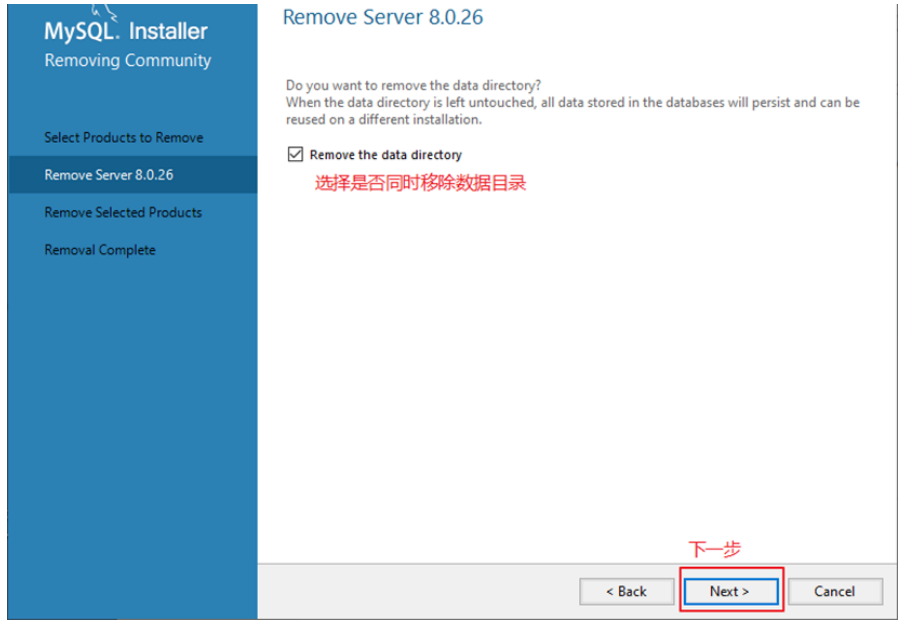 MySQL. Installer
Removing Community
Select Products to Remove
Remove Server 8.0.26
Remove Selected Products
Removal Complete
Remove Server 8.0.26
Do you want to remove the data directory?
When the data directory is left untouched, all data stored in the databases will persist and can be
reused on a different installation.
Remove the data directory
选择是否同时移除数据目录
下一步
< Back
Next >
Cancel